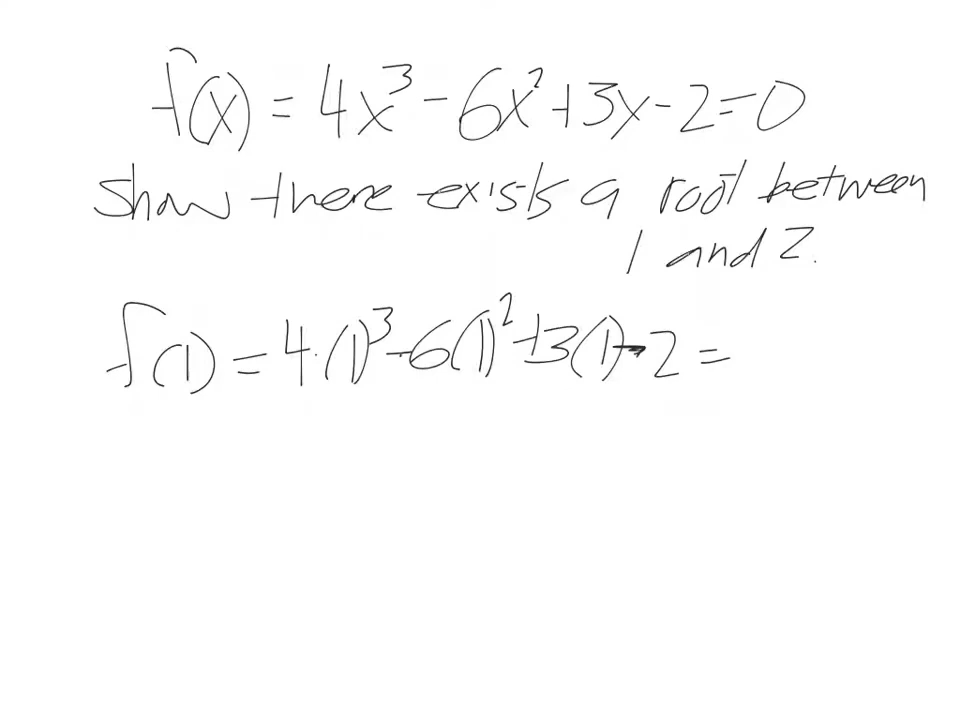 f(x) = 4x³ - 6x² + 3x - 2 = 0
Show there exists a root between
1 and 2.
f(1) = 4·(1)³ - 6(1)² + 3(1) - 2 =